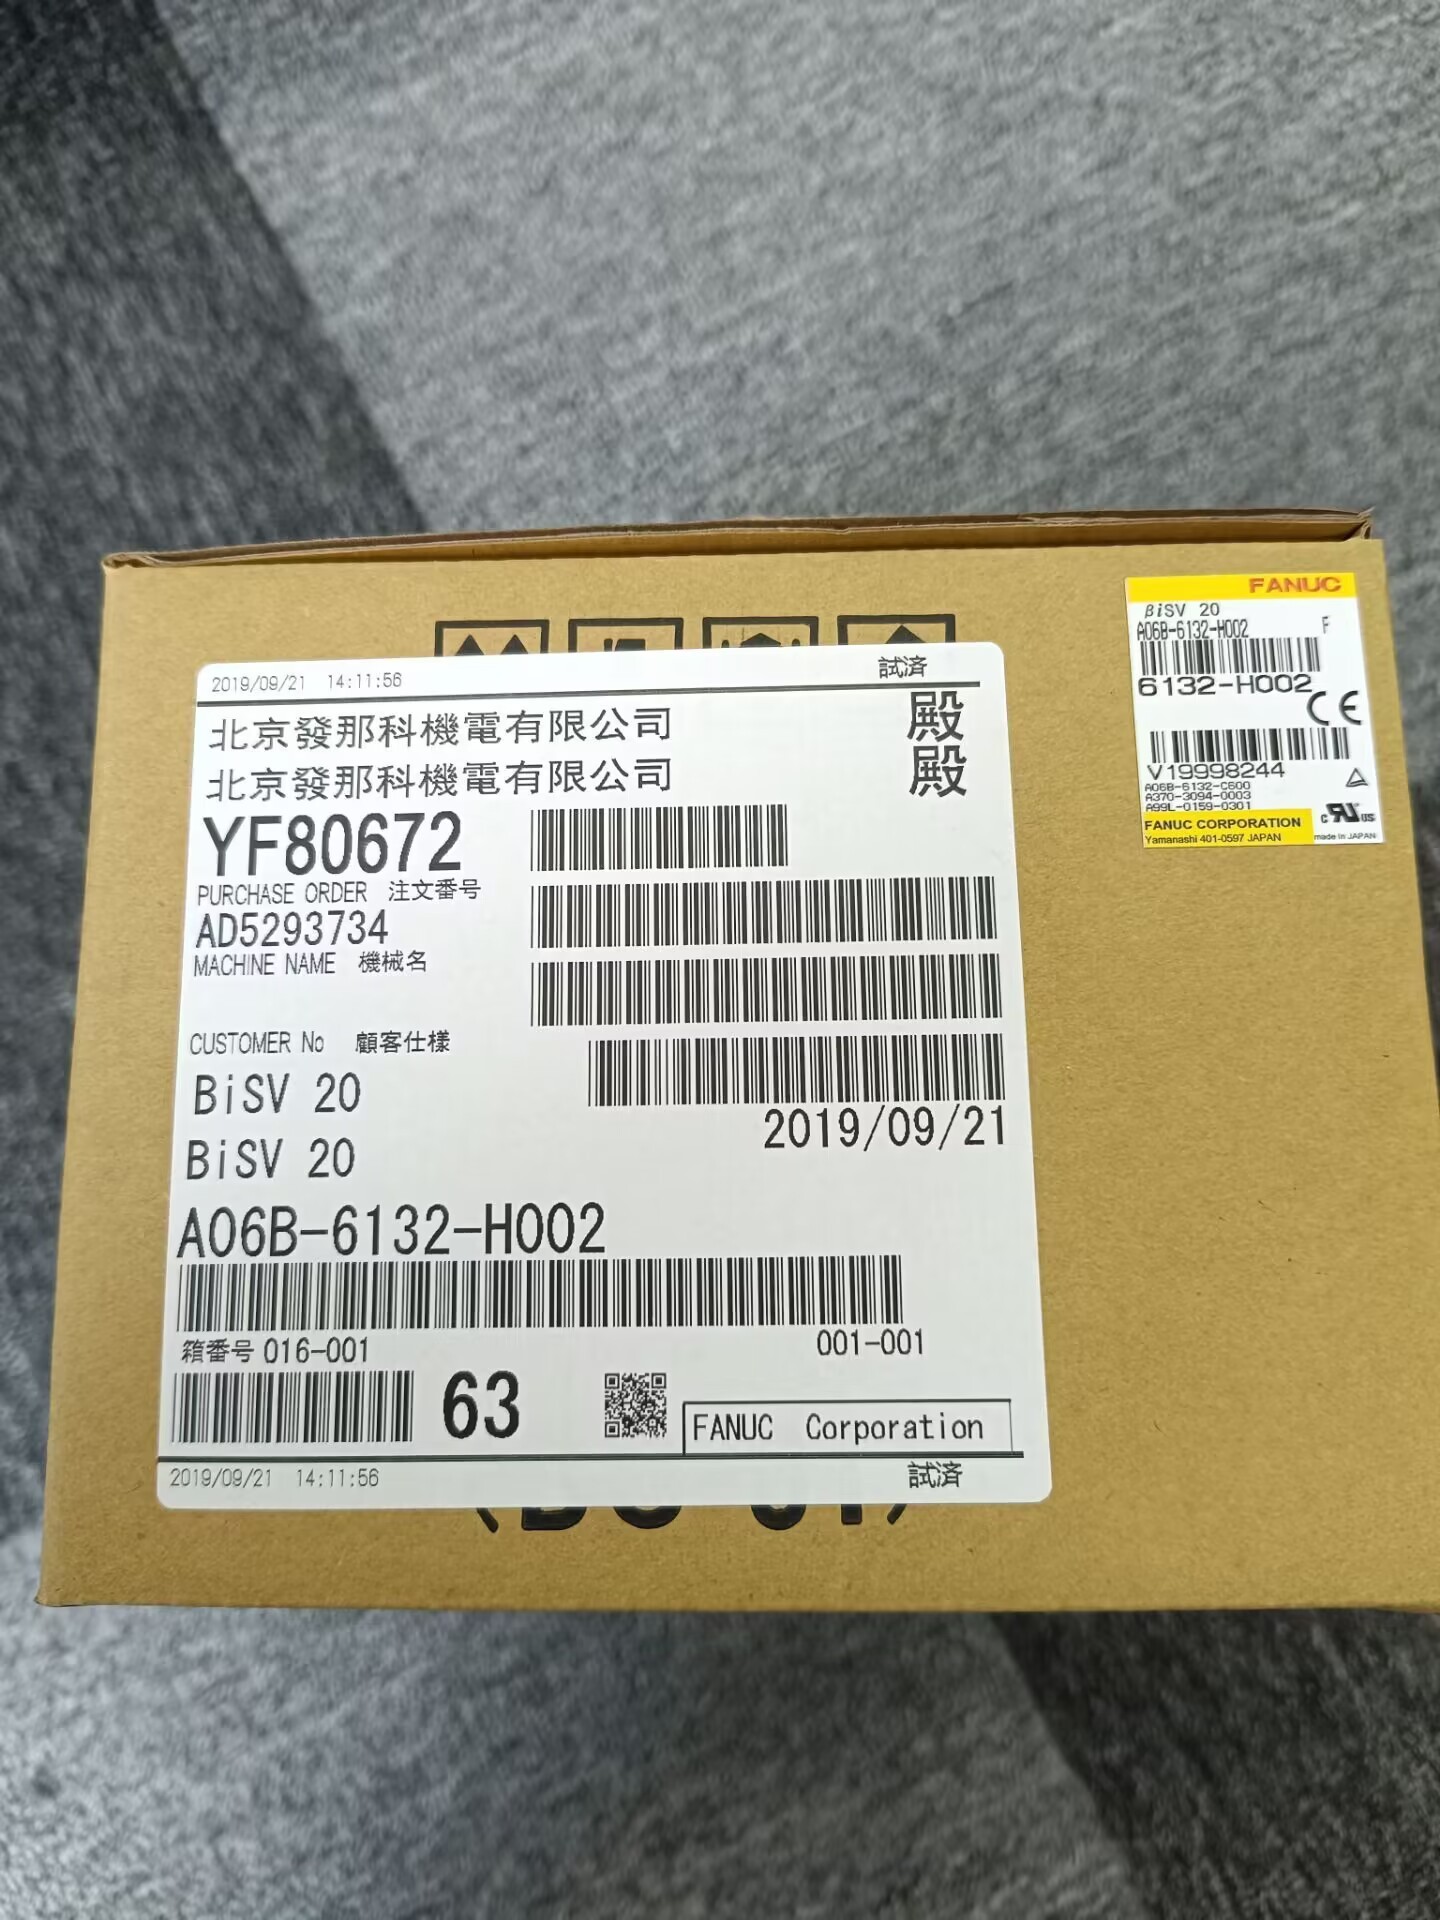 2019/09/21 14:11:56 試済
北京發那科機電有限公司 殿
北京發那科機電有限公司 殿
YF80672
PURCHASE ORDER 注文番号
AD5293734
MACHINE NAME 機械名
CUSTOMER No 顧客仕様
BiSV 20
2019/09/21
BiSV 20
A06B-6132-H002
箱番号 016-001 001-001
63
FANUC Corporation
2019/09/21 14:11:56 試済
FANUC
βiSV 20
A06B-6132-H002 F
6132-H002
CE
V19998244
A06B-6132-C600
A370-3094-0003
A99L-0159-0301
FANUC CORPORATION
Yamanashi 401-0597 JAPAN
c RU us
made in JAPAN